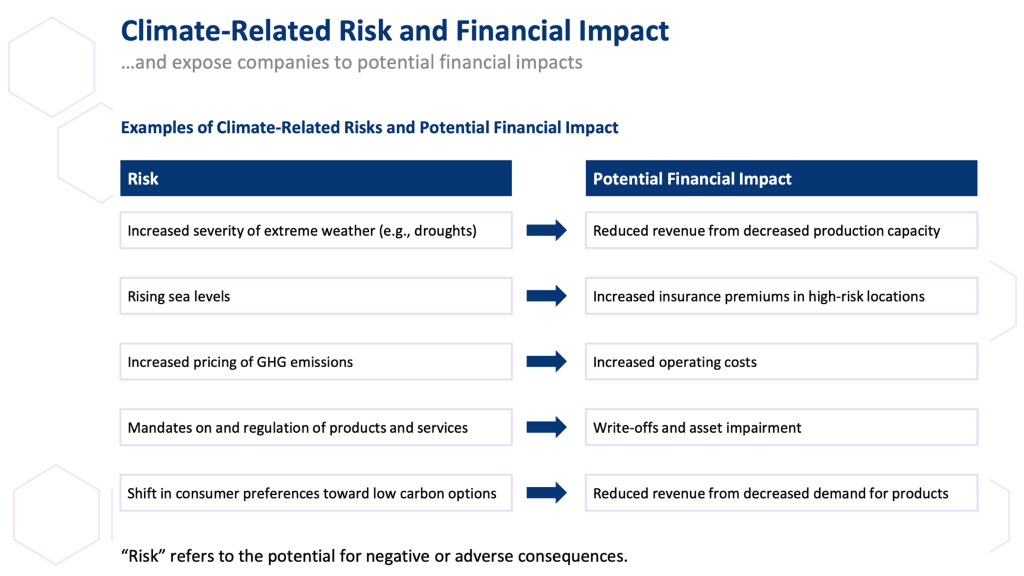 Climate-Related Risk and Financial Impact
...and expose companies to potential financial impacts
Examples of Climate-Related Risks and Potential Financial Impact
Risk
Potential Financial Impact
Increased severity of extreme weather (e.g., droughts)
Reduced revenue from decreased production capacity
Rising sea levels
Increased insurance premiums in high-risk locations
Increased pricing of GHG emissions
Increased operating costs
Mandates on and regulation of products and services
Write-offs and asset impairment
Shift in consumer preferences toward low carbon options
Reduced revenue from decreased demand for products
“Risk” refers to the potential for negative or adverse consequences.